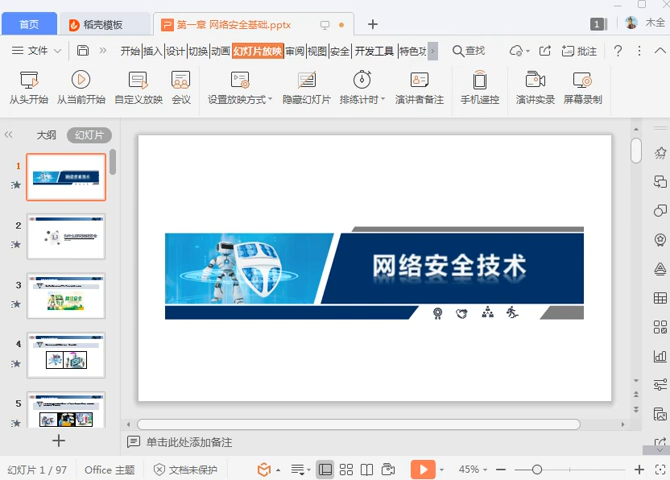 首页 稻壳模板 第一章 网络安全基础.pptx 1 木全
文件 开始 插入 设计 切换 动画 幻灯片放映 审阅 视图 安全 开发工具 特色功 查找 批注
从头开始 从当前开始 自定义放映 会议 设置放映方式 隐藏幻灯片 排练计时 演讲者备注 手机遥控 演讲实录 屏幕录制
大纲 幻灯片
1
2
3
4
5
网络安全技术
单击此处添加备注
幻灯片 1 / 97 Office 主题 文档未保护 45%